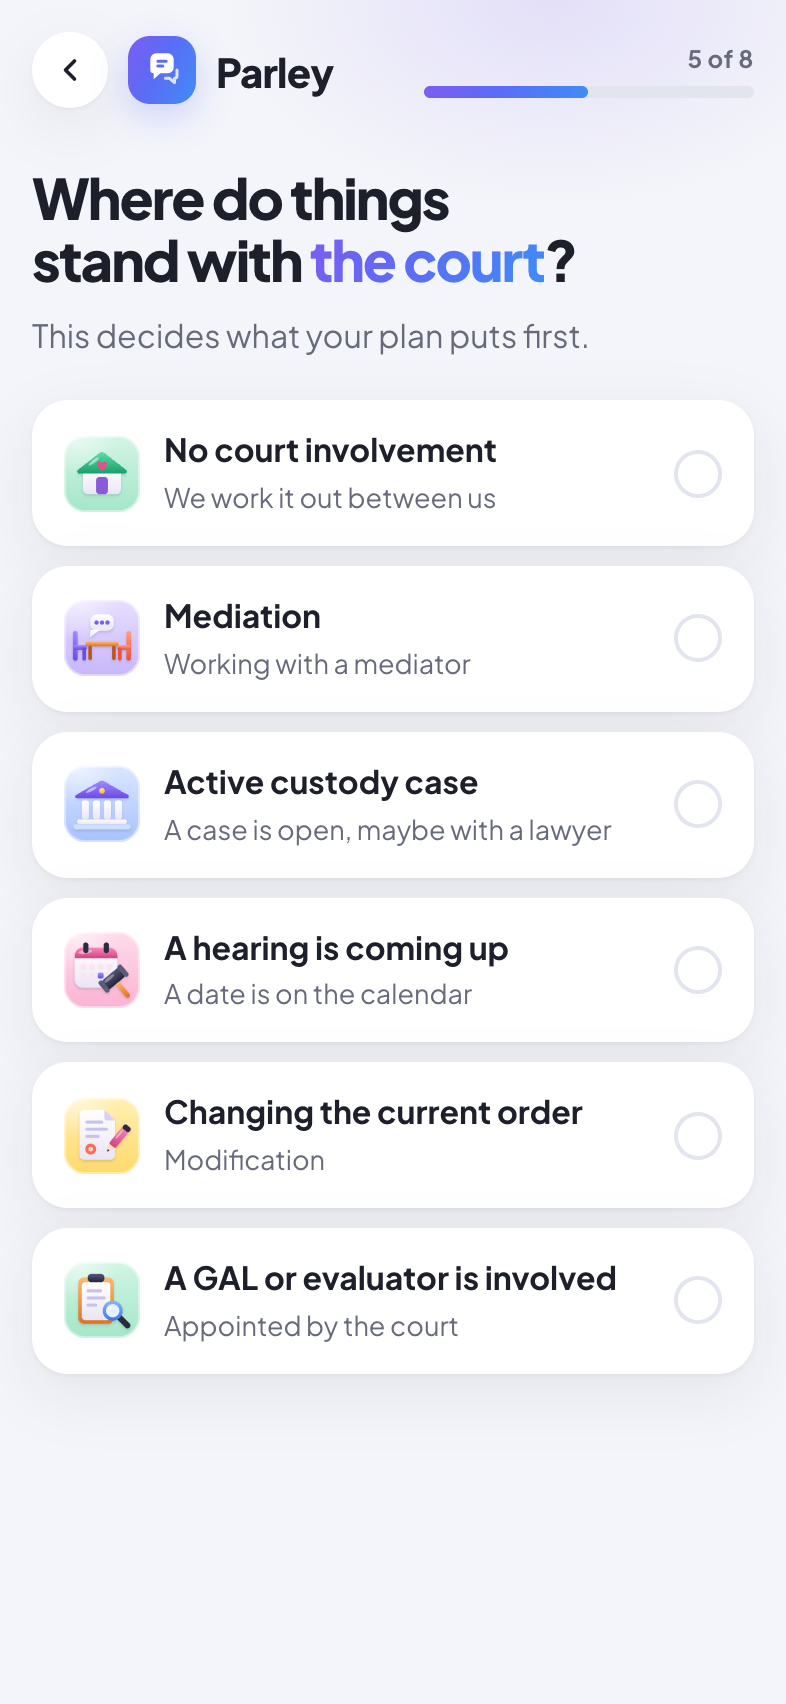 Parley
5 of 8
Where do things
stand with the court?
This decides what your plan puts first.
No court involvement
We work it out between us
Mediation
Working with a mediator
Active custody case
A case is open, maybe with a lawyer
A hearing is coming up
A date is on the calendar
Changing the current order
Modification
A GAL or evaluator is involved
Appointed by the court